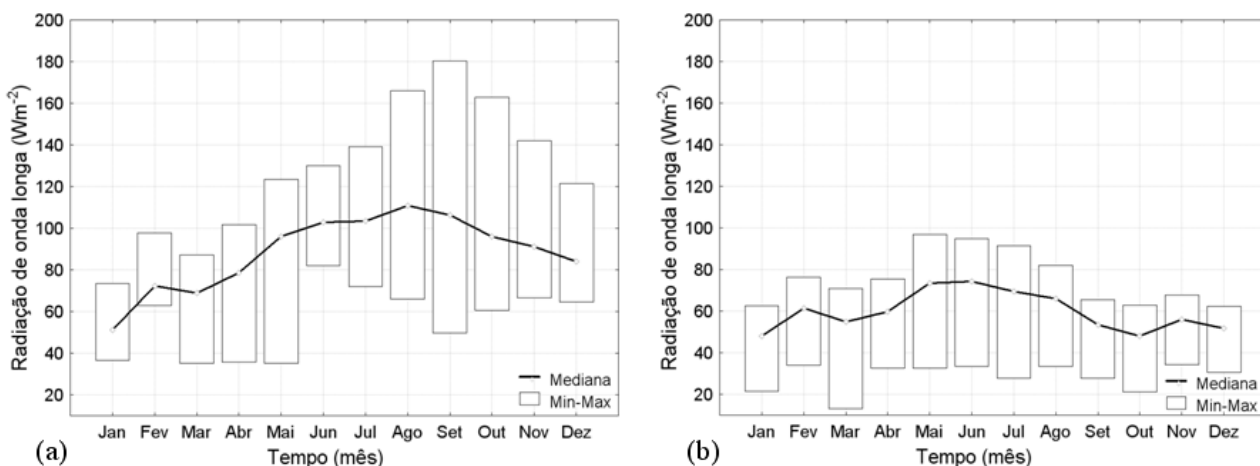 200
180
160
140
120
100
80
60
40
20
Radiação de onda longa (Wm⁻²)
Mediana
Min-Max
Jan Fev Mar Abr Mai Jun Jul Ago Set Out Nov Dez
(a)
Tempo (mês)
200
180
160
140
120
100
80
60
40
20
Radiação de onda longa (Wm⁻²)
Mediana
Min-Max
Jan Fev Mar Abr Mai Jun Jul Ago Set Out Nov Dez
(b)
Tempo (mês)